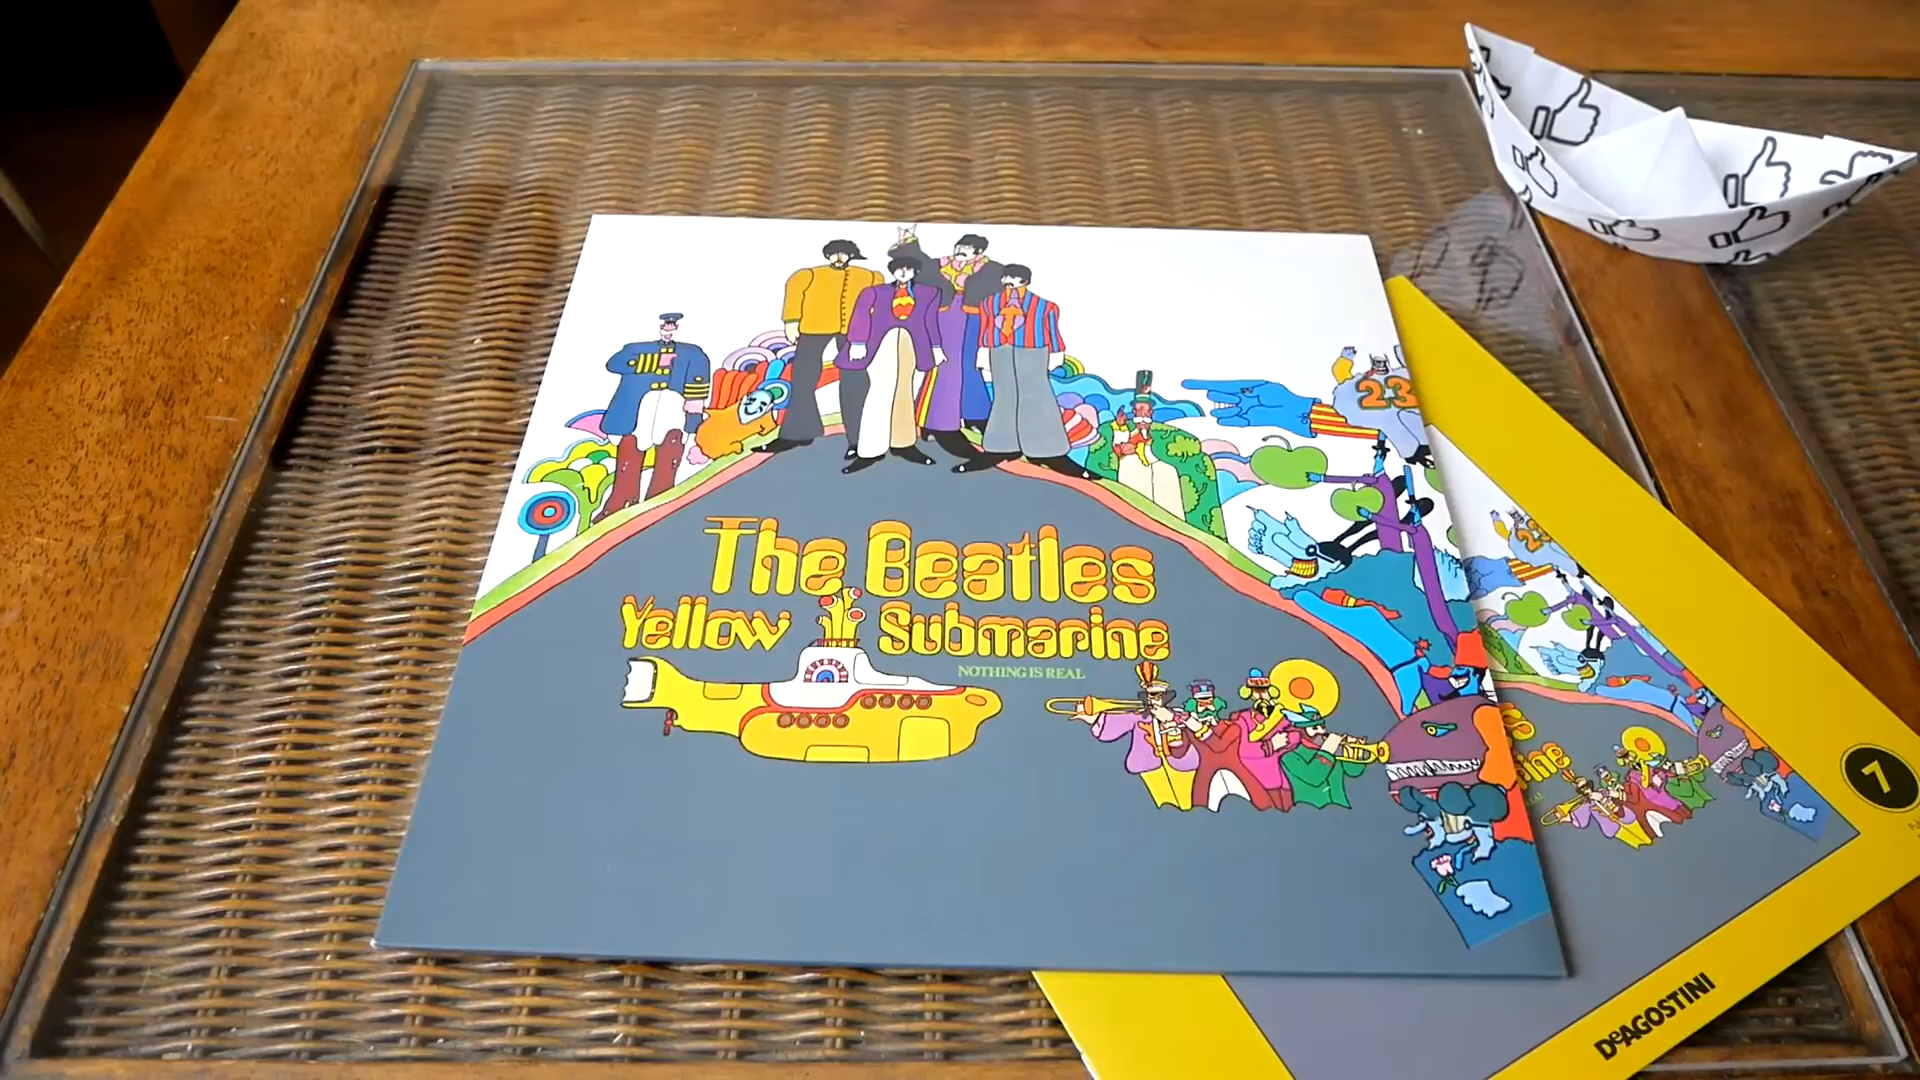 The Beatles
Yellow Submarine
NOTHING IS REAL
23
7
DeAGOSTINI